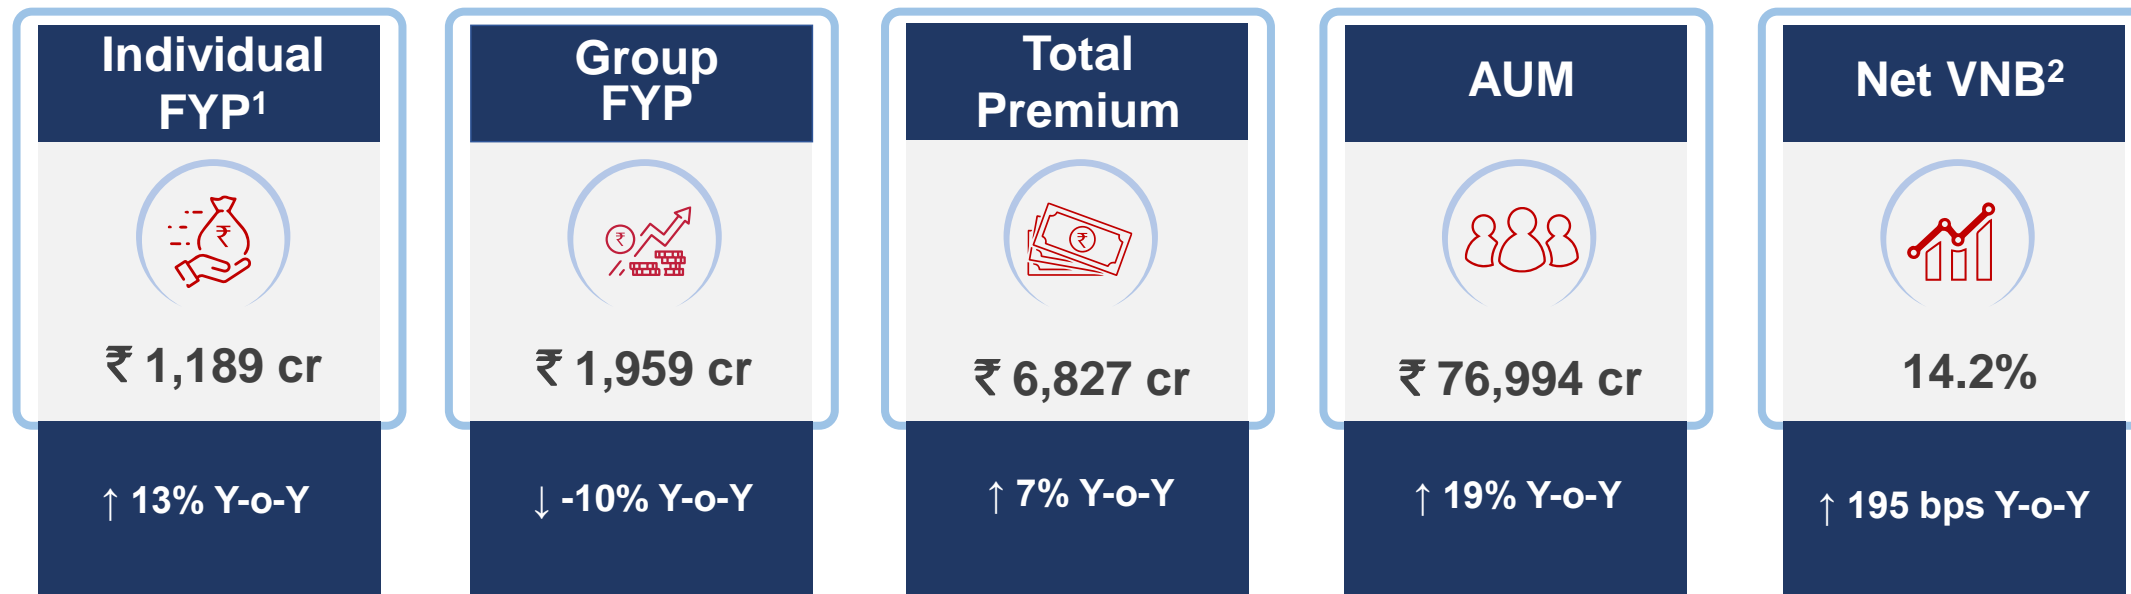 Individual
FYP¹
₹
₹ 1,189 cr
↑ 13% Y-o-Y
Group
FYP
₹
₹ 1,959 cr
↓ -10% Y-o-Y
Total
Premium
₹
₹ 6,827 cr
↑ 7% Y-o-Y
AUM
₹ 76,994 cr
↑ 19% Y-o-Y
Net VNB²
14.2%
↑ 195 bps Y-o-Y